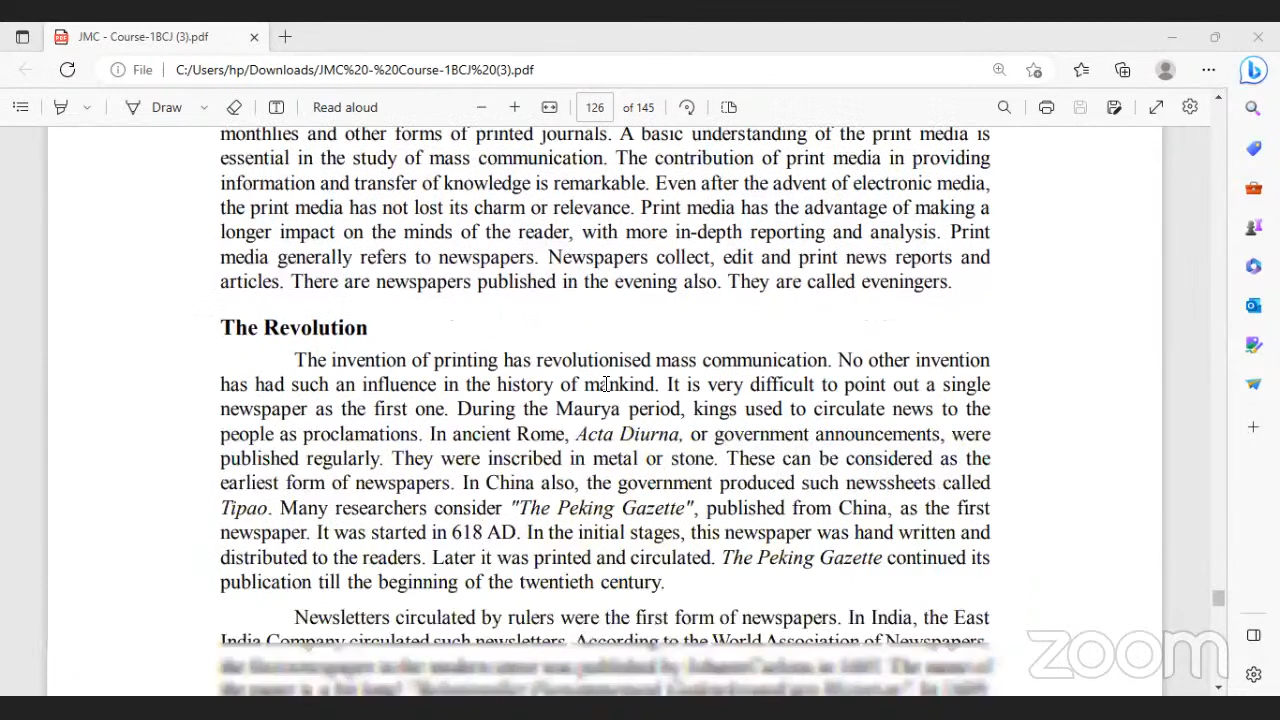 JMC - Course-1BCJ (3).pdf
File C:/Users/hp/Downloads/JMC%20-%20Course-1BCJ%20(3).pdf
Draw Read aloud 126 of 145
monthlies and other forms of printed journals. A basic understanding of the print media is
essential in the study of mass communication. The contribution of print media in providing
information and transfer of knowledge is remarkable. Even after the advent of electronic media,
the print media has not lost its charm or relevance. Print media has the advantage of making a
longer impact on the minds of the reader, with more in-depth reporting and analysis. Print
media generally refers to newspapers. Newspapers collect, edit and print news reports and
articles. There are newspapers published in the evening also. They are called eveningers.
The Revolution
The invention of printing has revolutionised mass communication. No other invention
has had such an influence in the history of mankind. It is very difficult to point out a single
newspaper as the first one. During the Maurya period, kings used to circulate news to the
people as proclamations. In ancient Rome, Acta Diurna, or government announcements, were
published regularly. They were inscribed in metal or stone. These can be considered as the
earliest form of newspapers. In China also, the government produced such newssheets called
Tipao. Many researchers consider "The Peking Gazette", published from China, as the first
newspaper. It was started in 618 AD. In the initial stages, this newspaper was hand written and
distributed to the readers. Later it was printed and circulated. The Peking Gazette continued its
publication till the beginning of the twentieth century.
Newsletters circulated by rulers were the first form of newspapers. In India, the East
India Company circulated such newsletters. According to the World Association of Newspapers,
zoom